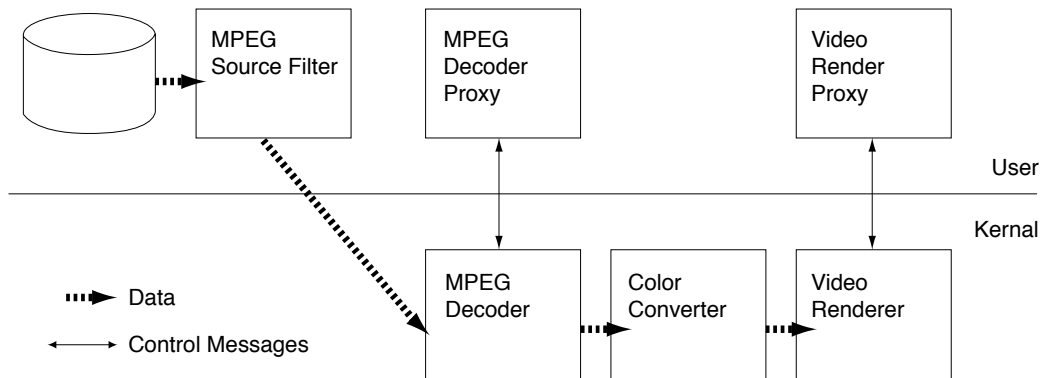 MPEG
Source Filter
MPEG
Decoder
Proxy
Video
Render
Proxy
User
Kernal
MPEG
Decoder
Color
Converter
Video
Renderer
Data
Control Messages